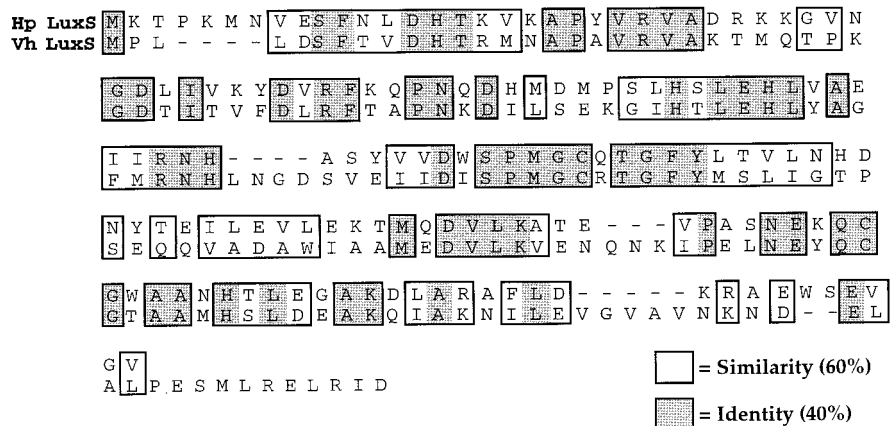 Hp LuxS M K T P K M N V E S F N L D H T K V K A P Y V R V A D R K K G V N
Vh LuxS M P L - - - - L D S F T V D H T R M N A P A V R V A K T M Q T P K
G D L I V K Y D V R F K Q P N Q D H M D M P S L H S L E H L V A E
G D T I T V F D L R F T A P N K D I L S E K G I H T L E H L Y A G
I I R N H - - - - A S Y V V D W S P M G C Q T G F Y L T V L N H D
F M R N H L N G D S V E I I D I S P M G C R T G F Y M S L I G T P
N Y T E I L E V L E K T M Q D V L K A T E - - - V P A S N E K Q C
S E Q Q V A D A W I A A M E D V L K V E N Q N K I P E L N E Y Q C
G W A A N H T L E G A K D L A R A F L D - - - - - K R A E W S E V
G T A A M H S L D E A K Q I A K N I L E V G V A V N K N D - - E L
G V
A L P E S M L R E L R I D
= Similarity (60%)
= Identity (40%)